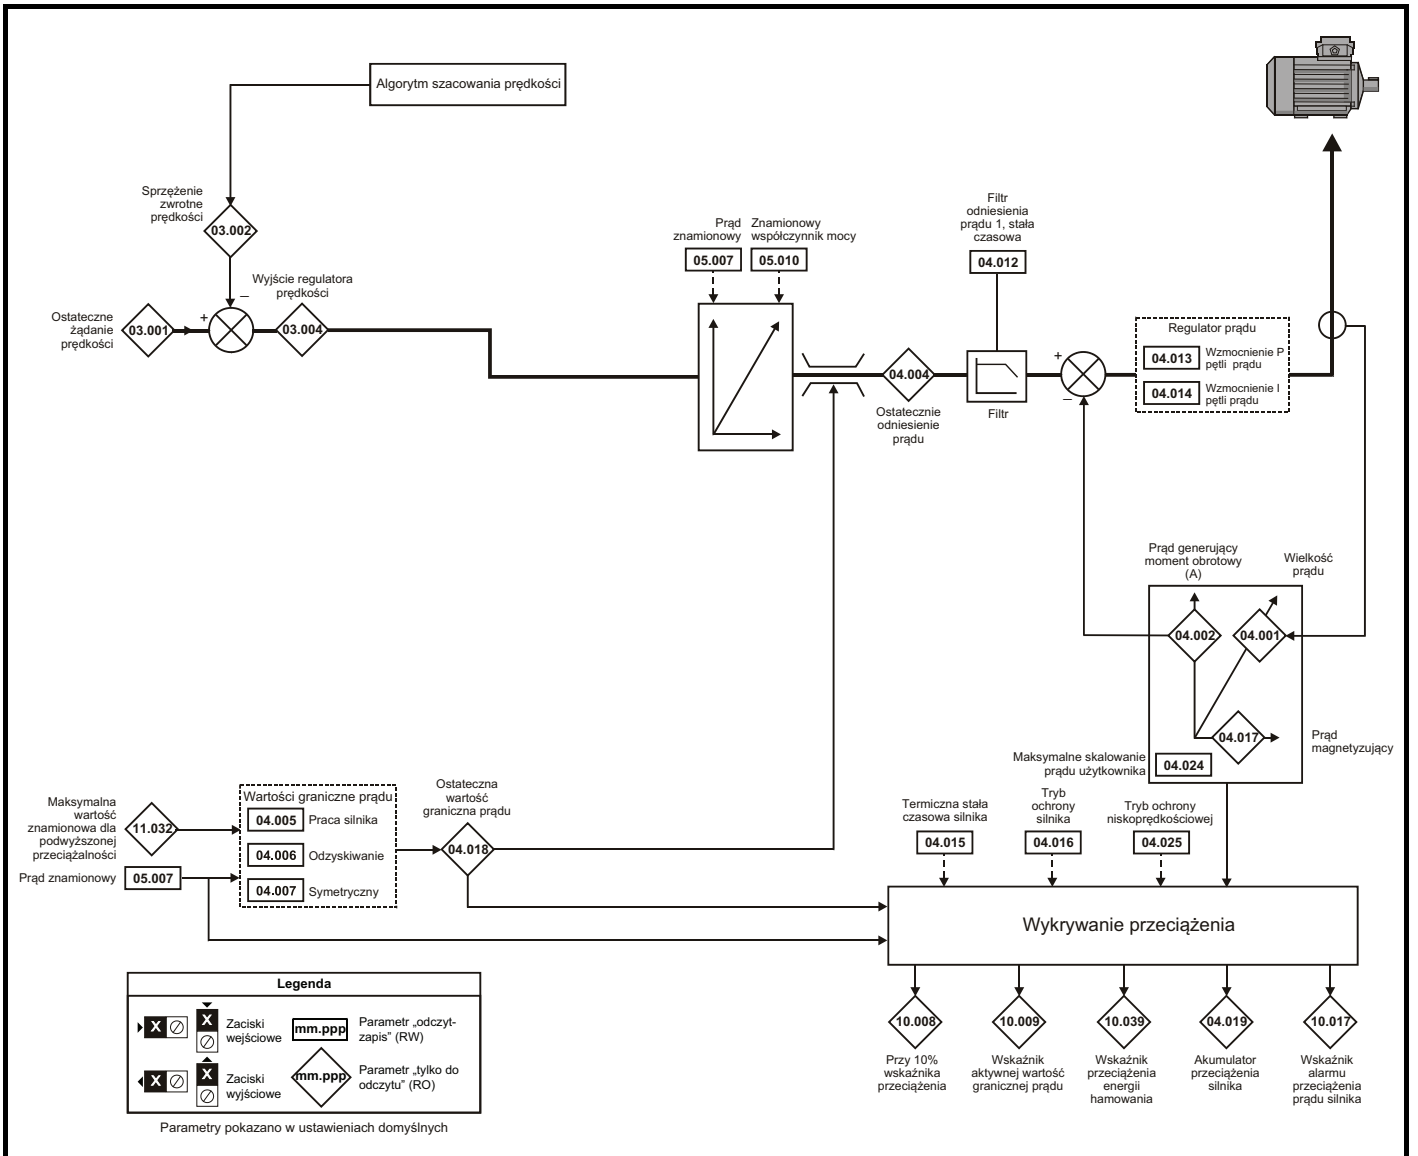 Algorytm szacowania prędkości
Sprzężenie
zwrotne
prędkości
03.002
–
Wyjście regulatora
prędkości
Ostateczne
żądanie
prędkości
03.001
+
03.004
Prąd
znamionowy
05.007
Znamionowy
współczynnik mocy
05.010
Filtr
odniesienia
prądu 1, stała
czasowa
04.012
04.004
Ostatecznie
odniesienie
prądu
Filtr
+
–
Regulator prądu
04.013
Wzmocnienie P
pętli prądu
04.014
Wzmocnienie I
pętli prądu
Prąd generujący
moment obrotowy
(A)
Wielkość
prądu
04.002
04.001
04.017
Prąd
magnetyzujący
Maksymalne skalowanie
prądu użytkownika
04.024
Maksymalna
wartość
znamionowa dla
podwyższonej
przeciążalności
11.032
Prąd znamionowy
05.007
Wartości graniczne prądu
04.005
Praca silnika
04.006
Odzyskiwanie
04.007
Symetryczny
Ostateczna
wartość
graniczna prądu
04.018
Termiczna stała
czasowa silnika
04.015
Tryb
ochrony
silnika
04.016
Tryb ochrony
niskoprędkościowej
04.025
Wykrywanie przeciążenia
10.008
Przy 10%
wskaźnika
przeciążenia
10.009
Wskaźnik
aktywnej wartość
granicznej prądu
10.039
Wskaźnik
przeciążenia
energii
hamowania
04.019
Akumulator
przeciążenia
silnika
10.017
Wskaźnik
alarmu
przeciążenia
prądu silnika
Legenda
X
X
Zaciski
wejściowe
mm.ppp
Parametr „odczyt-
zapis” (RW)
X
X
Zaciski
wyjściowe
mm.ppp
Parametr „tylko do
odczytu” (RO)
Parametry pokazano w ustawieniach domyślnych